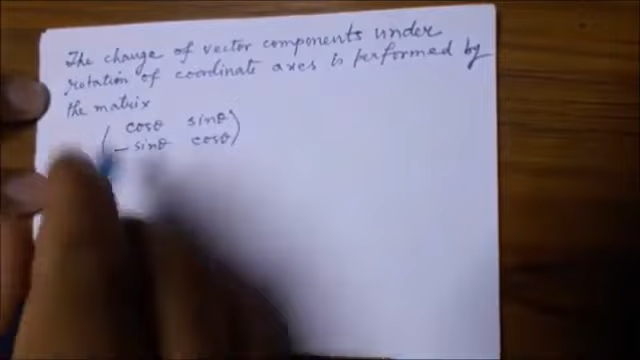 The change of vector components under
rotation of coordinate axes is performed by
the matrix
( cosθ sinθ )
( -sinθ cosθ )